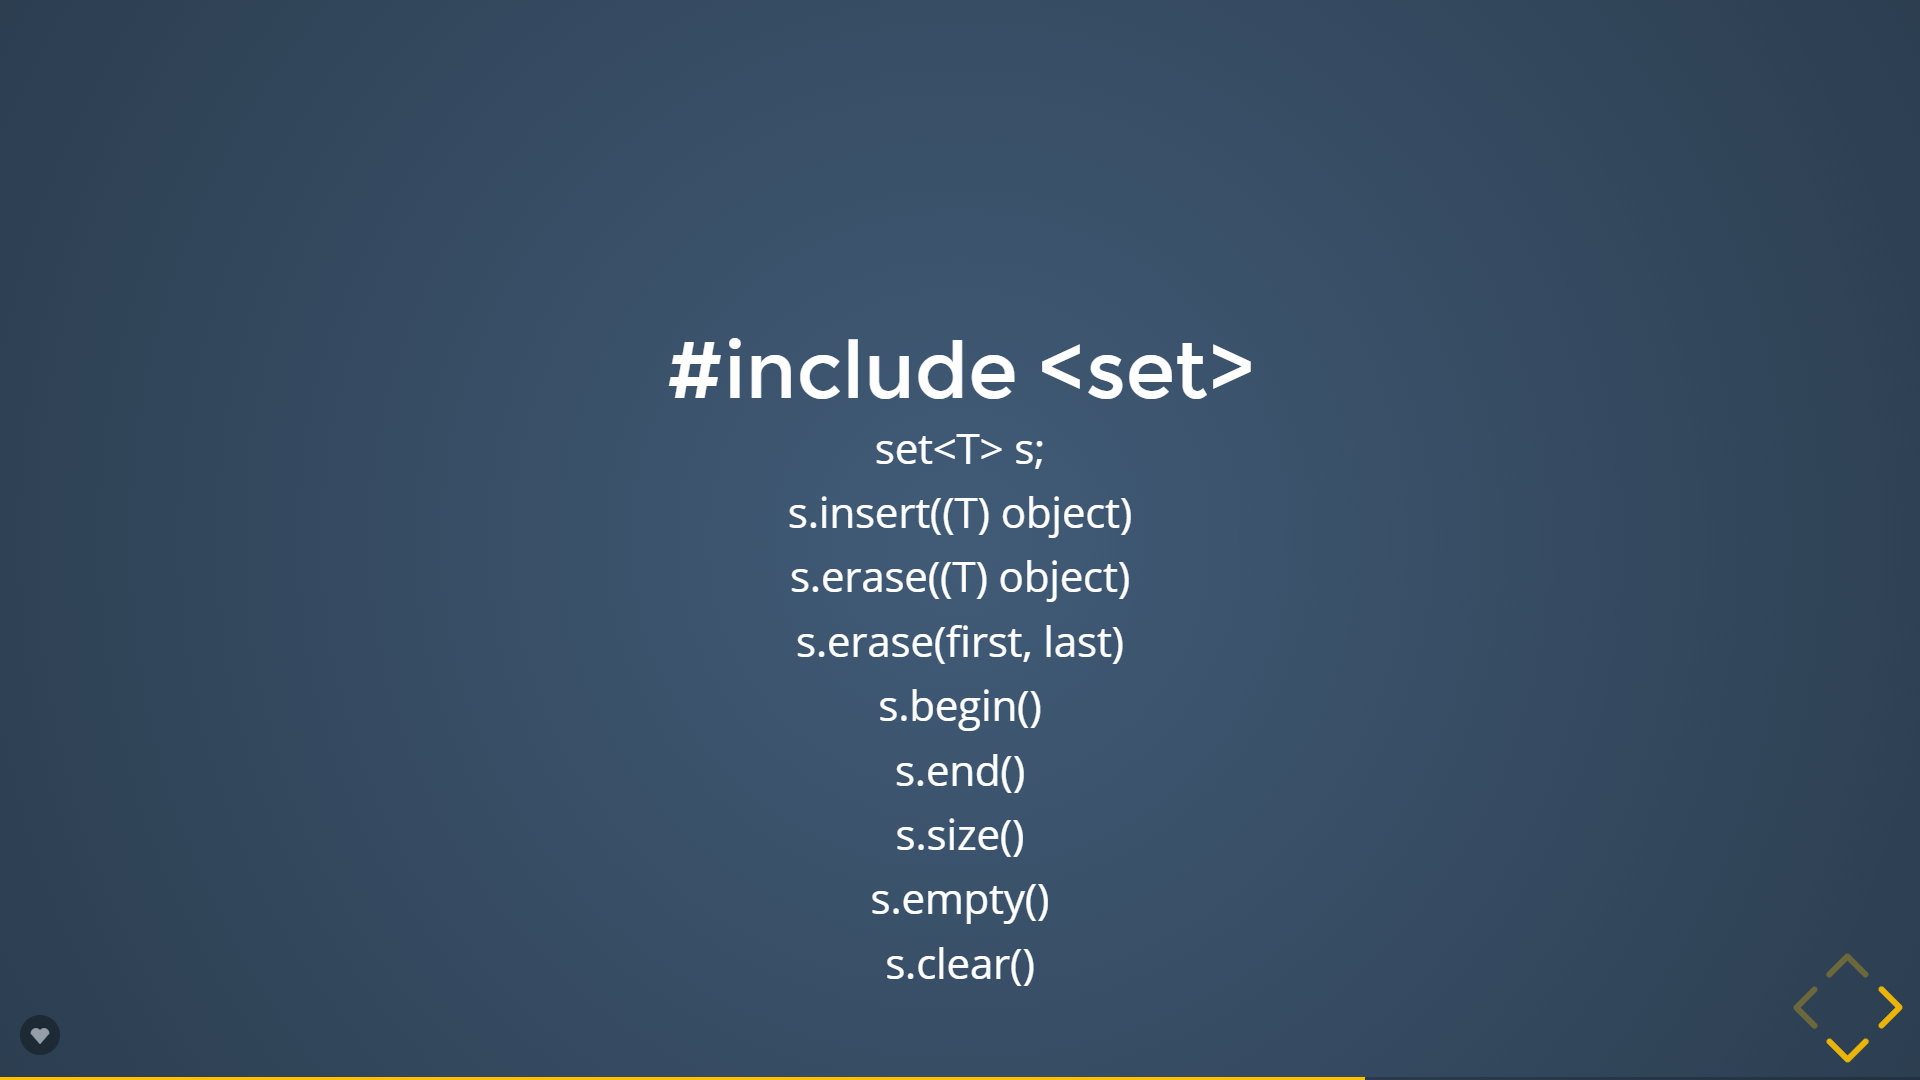 #include <set>
set<T> s;
s.insert((T) object)
s.erase((T) object)
s.erase(first, last)
s.begin()
s.end()
s.size()
s.empty()
s.clear()